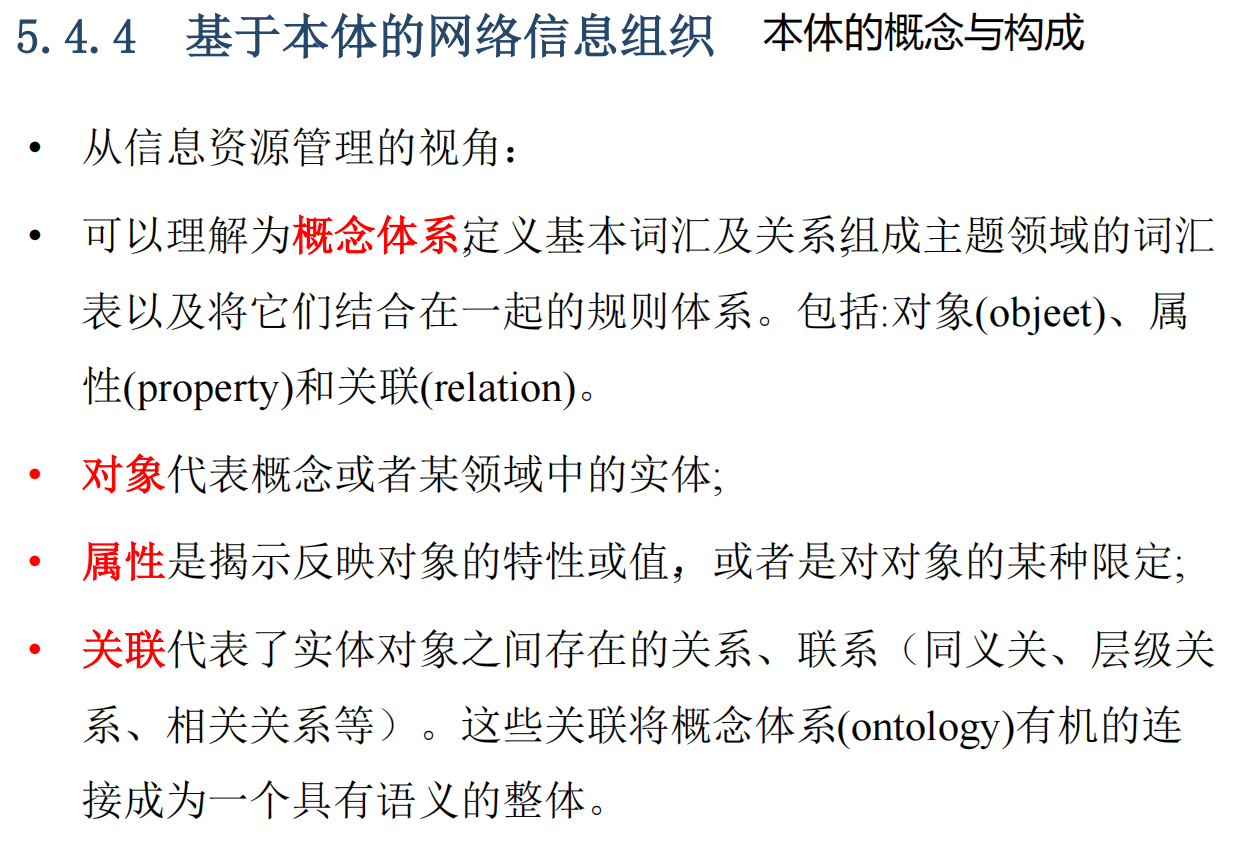 5.4.4 基于本体的网络信息组织 本体的概念与构成
• 从信息资源管理的视角：
• 可以理解为概念体系,定义基本词汇及关系,组成主题领域的词汇
表以及将它们结合在一起的规则体系。包括:对象(objeet)、属
性(property)和关联(relation)。
• 对象代表概念或者某领域中的实体;
• 属性是揭示反映对象的特性或值，或者是对对象的某种限定;
• 关联代表了实体对象之间存在的关系、联系（同义关、层级关
系、相关关系等）。这些关联将概念体系(ontology)有机的连
接成为一个具有语义的整体。